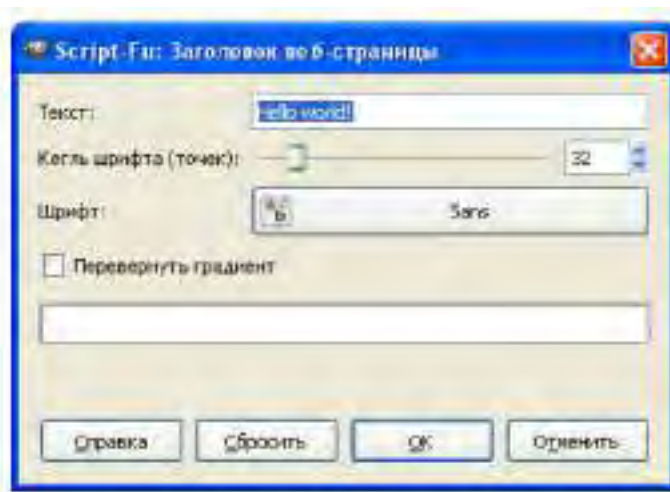 Script-Fu: Заголовок веб-страницы
Текст: Hello world!
Кегль шрифта (точек): 32
Шрифт: Sans
Перевернуть градиент
Справка Сбросить OK Отменить